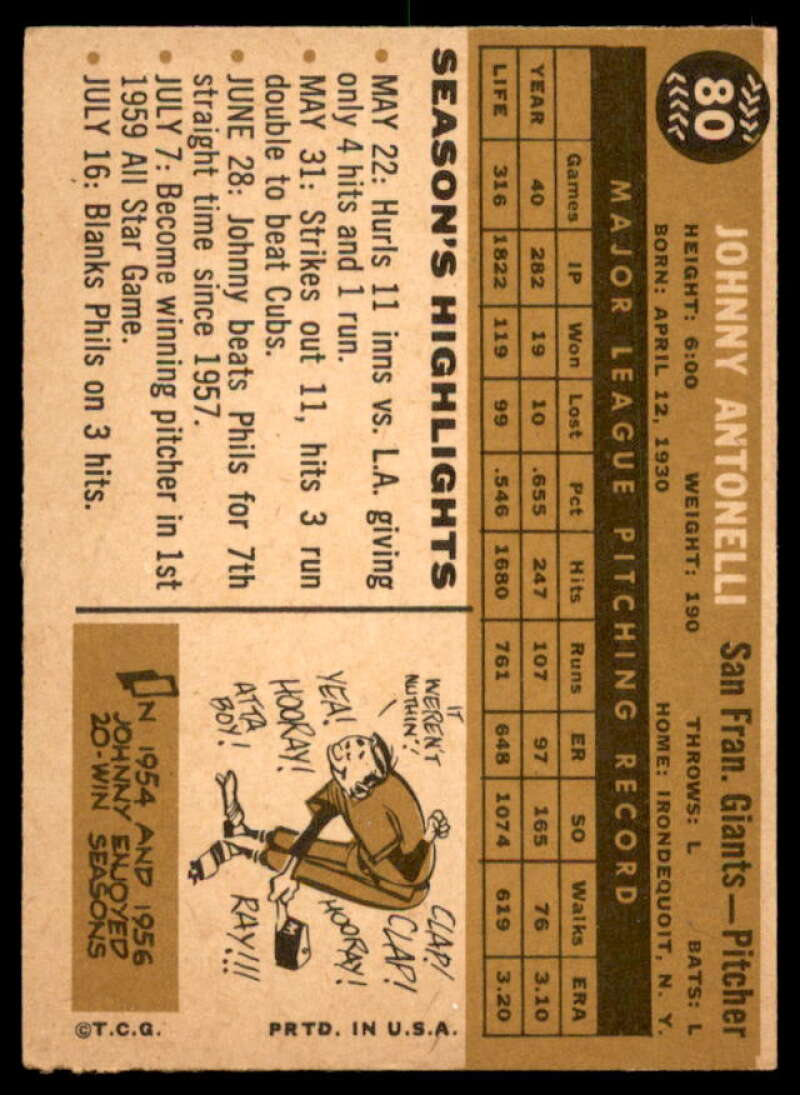 80
JOHNNY ANTONELLI San Fran. Giants—Pitcher
HEIGHT: 6:00 WEIGHT: 190 THROWS: L BATS: L
BORN: APRIL 12, 1930 HOME: IRONDEQUOIT, N. Y.
MAJOR LEAGUE PITCHING RECORD
Games IP Won Lost Pct Hits Runs ER SO Walks ERA
YEAR 40 282 19 10 .655 247 107 97 165 76 3.10
LIFE 316 1822 119 99 .546 1680 761 648 1074 619 3.20
SEASON'S HIGHLIGHTS
• MAY 22: Hurls 11 inns vs. L.A. giving
only 4 hits and 1 run.
• MAY 31: Strikes out 11, hits 3 run
double to beat Cubs.
• JUNE 28: Johnny beats Phils for 7th
straight time since 1957.
• JULY 7: Become winning pitcher in 1st
1959 All Star Game.
• JULY 16: Blanks Phils on 3 hits.
IT
WEREN'T
NUTHIN'!
YEA!
HOORAY!
ATTA
BOY!
CLAP!
CLAP!
HOORAY!
RAY!!!
IN 1954 AND 1956
JOHNNY ENJOYED
20-WIN SEASONS
©T.C.G. PRTD. IN U.S.A.